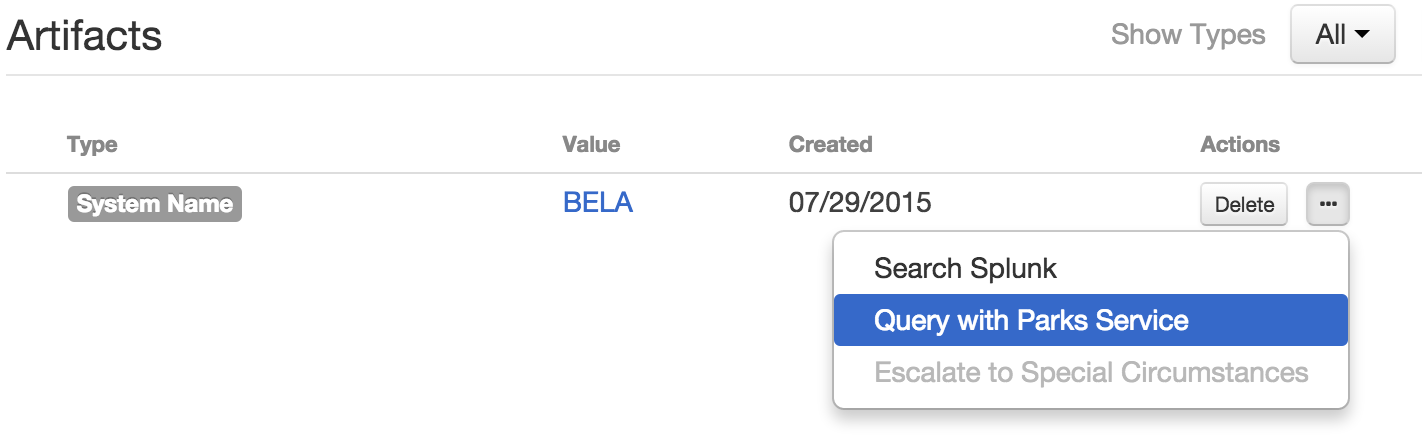 Artifacts
Show Types All
Type Value Created Actions
System Name BELA 07/29/2015 Delete ...
Search Splunk
Query with Parks Service
Escalate to Special Circumstances